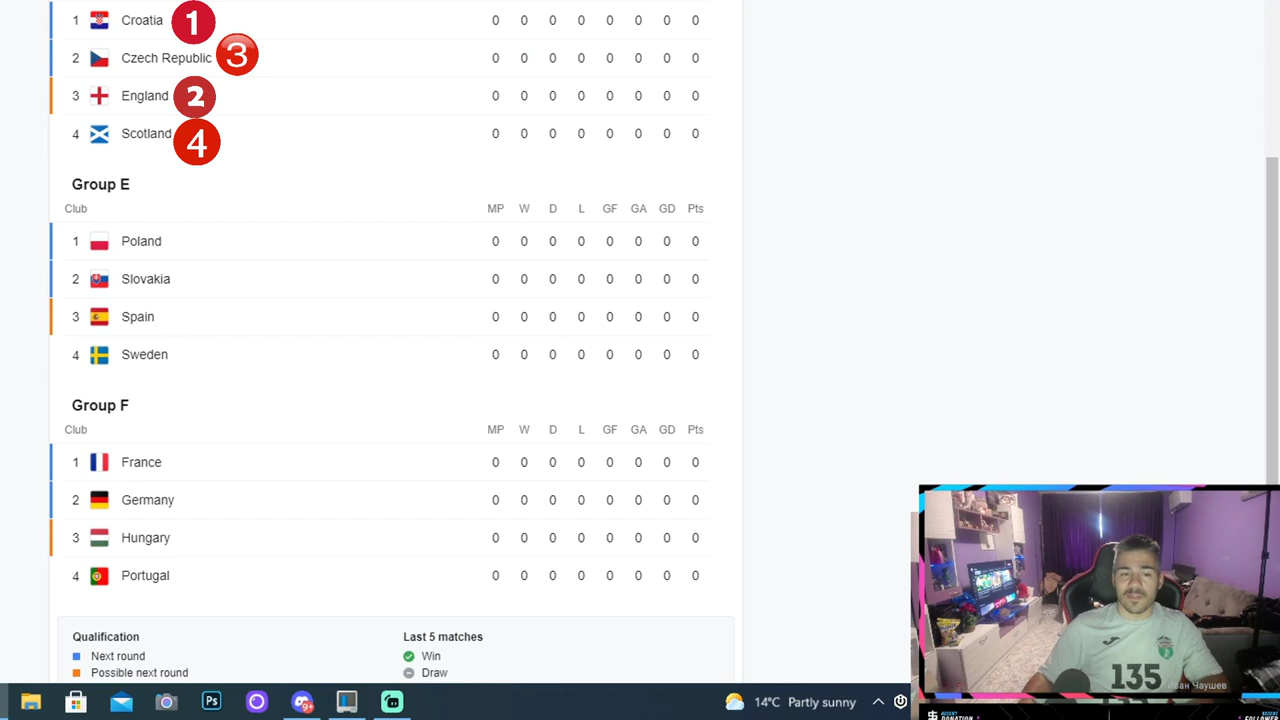 1 Croatia 1 0 0 0 0 0 0 0 0
2 Czech Republic 3 0 0 0 0 0 0 0 0
3 England 2 0 0 0 0 0 0 0 0
4 Scotland 4 0 0 0 0 0 0 0 0
Group E
Club MP W D L GF GA GD Pts
1 Poland 0 0 0 0 0 0 0 0
2 Slovakia 0 0 0 0 0 0 0 0
3 Spain 0 0 0 0 0 0 0 0
4 Sweden 0 0 0 0 0 0 0 0
Group F
Club MP W D L GF GA GD Pts
1 France 0 0 0 0 0 0 0 0
2 Germany 0 0 0 0 0 0 0 0
3 Hungary 0 0 0 0 0 0 0 0
4 Portugal 0 0 0 0 0 0 0 0
Qualification Last 5 matches
Next round Win
Possible next round Draw
135
Иван Чаушев
Ps 14°C Partly sunny
RECENT
DONATION